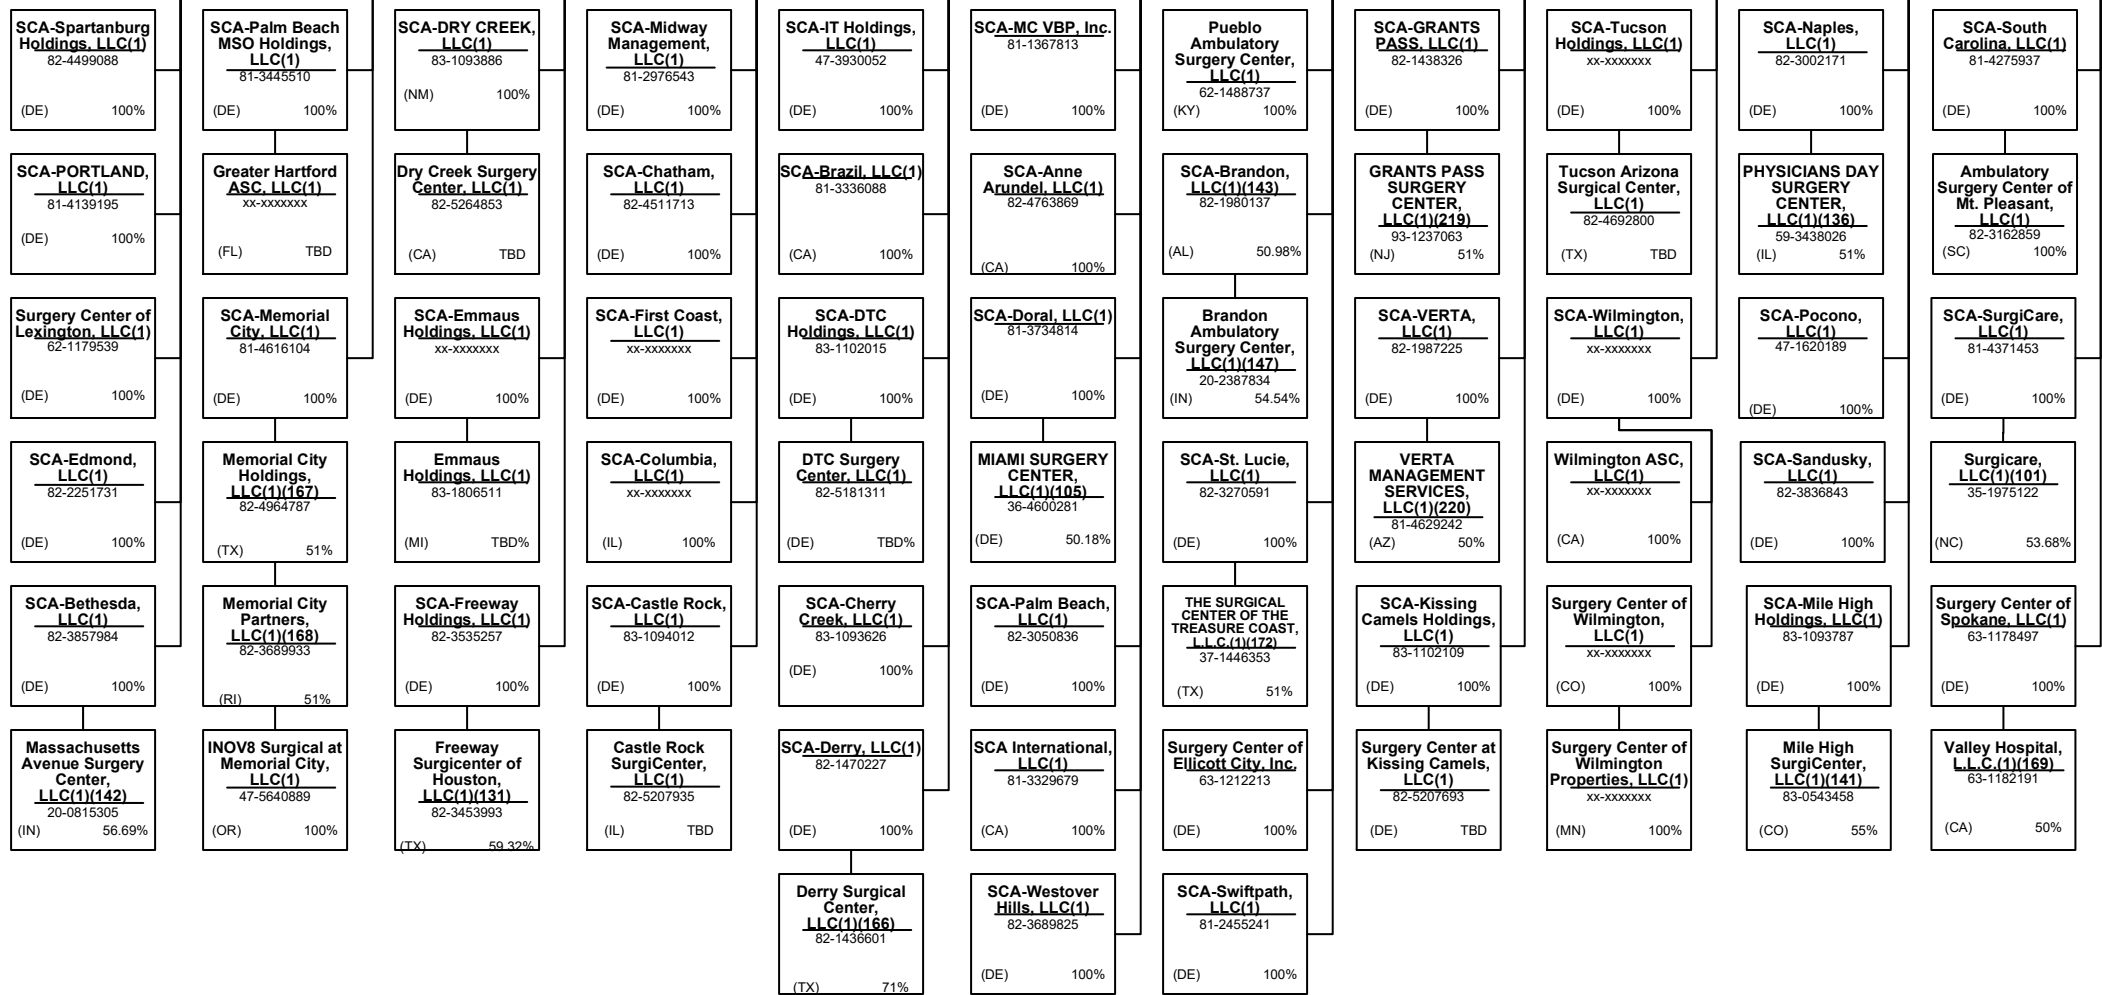 SCA-Spartanburg
Holdings, LLC(1)
82-4499088
(DE) 100%
SCA-Palm Beach
MSO Holdings,
LLC(1)
81-3445510
(DE) 100%
SCA-DRY CREEK,
LLC(1)
83-1093886
(NM) 100%
SCA-Midway
Management,
LLC(1)
81-2976543
(DE) 100%
SCA-IT Holdings,
LLC(1)
47-3930052
(DE) 100%
SCA-MC VBP, Inc.
81-1367813
(DE) 100%
Pueblo
Ambulatory
Surgery Center,
LLC(1)
62-1488737
(KY) 100%
SCA-GRANTS
PASS, LLC(1)
82-1438326
(DE) 100%
SCA-Tucson
Holdings, LLC(1)
xx-xxxxxxx
(DE) 100%
SCA-Naples,
LLC(1)
82-3002171
(DE) 100%
SCA-South
Carolina, LLC(1)
81-4275937
(DE) 100%
SCA-PORTLAND,
LLC(1)
81-4139195
(DE) 100%
Greater Hartford
ASC, LLC(1)
xx-xxxxxxx
(FL) TBD
Dry Creek Surgery
Center, LLC(1)
82-5264853
(CA) TBD
SCA-Chatham,
LLC(1)
82-4511713
(DE) 100%
SCA-Brazil, LLC(1)
81-3336088
(CA) 100%
SCA-Anne
Arundel, LLC(1)
82-4763869
(CA) 100%
SCA-Brandon,
LLC(1)(143)
82-1980137
(AL) 50.98%
GRANTS PASS
SURGERY
CENTER,
LLC(1)(219)
93-1237063
(NJ) 51%
Tucson Arizona
Surgical Center,
LLC(1)
82-4692800
(TX) TBD
PHYSICIANS DAY
SURGERY
CENTER,
LLC(1)(136)
59-3438026
(IL) 51%
Ambulatory
Surgery Center of
Mt. Pleasant,
LLC(1)
82-3162859
(SC) 100%
Surgery Center of
Lexington, LLC(1)
62-1179539
(DE) 100%
SCA-Memorial
City, LLC(1)
81-4616104
(DE) 100%
SCA-Emmaus
Holdings, LLC(1)
xx-xxxxxxx
(DE) 100%
SCA-First Coast,
LLC(1)
xx-xxxxxxx
(DE) 100%
SCA-DTC
Holdings, LLC(1)
83-1102015
(DE) 100%
SCA-Doral, LLC(1)
81-3734814
(DE) 100%
Brandon
Ambulatory
Surgery Center,
LLC(1)(147)
20-2387834
(IN) 54.54%
SCA-VERTA,
LLC(1)
82-1987225
(DE) 100%
SCA-Wilmington,
LLC(1)
xx-xxxxxxx
(DE) 100%
SCA-Pocono,
LLC(1)
47-1620189
(DE) 100%
SCA-SurgiCare,
LLC(1)
81-4371453
(DE) 100%
SCA-Edmond,
LLC(1)
82-2251731
(DE) 100%
Memorial City
Holdings,
LLC(1)(167)
82-4964787
(TX) 51%
Emmaus
Holdings, LLC(1)
83-1806511
(MI) TBD%
SCA-Columbia,
LLC(1)
xx-xxxxxxx
(IL) 100%
DTC Surgery
Center, LLC(1)
82-5181311
(DE) TBD%
MIAMI SURGERY
CENTER,
LLC(1)(105)
36-4600281
(DE) 50.18%
SCA-St. Lucie,
LLC(1)
82-3270591
(DE) 100%
VERTA
MANAGEMENT
SERVICES,
LLC(1)(220)
81-4629242
(AZ) 50%
Wilmington ASC,
LLC(1)
xx-xxxxxxx
(CA) 100%
SCA-Sandusky,
LLC(1)
82-3836843
(DE) 100%
Surgicare,
LLC(1)(101)
35-1975122
(NC) 53.68%
SCA-Bethesda,
LLC(1)
82-3857984
(DE) 100%
Memorial City
Partners,
LLC(1)(168)
82-3689933
(RI) 51%
SCA-Freeway
Holdings, LLC(1)
82-3535257
(DE) 100%
SCA-Castle Rock,
LLC(1)
83-1094012
(DE) 100%
SCA-Cherry
Creek, LLC(1)
83-1093626
(DE) 100%
SCA-Palm Beach,
LLC(1)
82-3050836
(DE) 100%
THE SURGICAL
CENTER OF THE
TREASURE COAST,
L.L.C.(1)(172)
37-1446353
(TX) 51%
SCA-Kissing
Camels Holdings,
LLC(1)
83-1102109
(DE) 100%
Surgery Center of
Wilmington,
LLC(1)
xx-xxxxxxx
(CO) 100%
SCA-Mile High
Holdings, LLC(1)
83-1093787
(DE) 100%
Surgery Center of
Spokane, LLC(1)
63-1178497
(DE) 100%
Massachusetts
Avenue Surgery
Center,
LLC(1)(142)
20-0815305
(IN) 56.69%
INOV8 Surgical at
Memorial City,
LLC(1)
47-5640889
(OR) 100%
Freeway
Surgicenter of
Houston,
LLC(1)(131)
82-3453993
(TX) 59.32%
Castle Rock
SurgiCenter,
LLC(1)
82-5207935
(IL) TBD
SCA-Derry, LLC(1)
82-1470227
(DE) 100%
SCA International,
LLC(1)
81-3329679
(CA) 100%
Surgery Center of
Ellicott City, Inc.
63-1212213
(DE) 100%
Surgery Center at
Kissing Camels,
LLC(1)
82-5207693
(DE) TBD
Surgery Center of
Wilmington
Properties, LLC(1)
xx-xxxxxxx
(MN) 100%
Mile High
SurgiCenter,
LLC(1)(141)
83-0543458
(CO) 55%
Valley Hospital,
L.L.C.(1)(169)
63-1182191
(CA) 50%
Derry Surgical
Center,
LLC(1)(166)
82-1436601
(TX) 71%
SCA-Westover
Hills, LLC(1)
82-3689825
(DE) 100%
SCA-Swiftpath,
LLC(1)
81-2455241
(DE) 100%